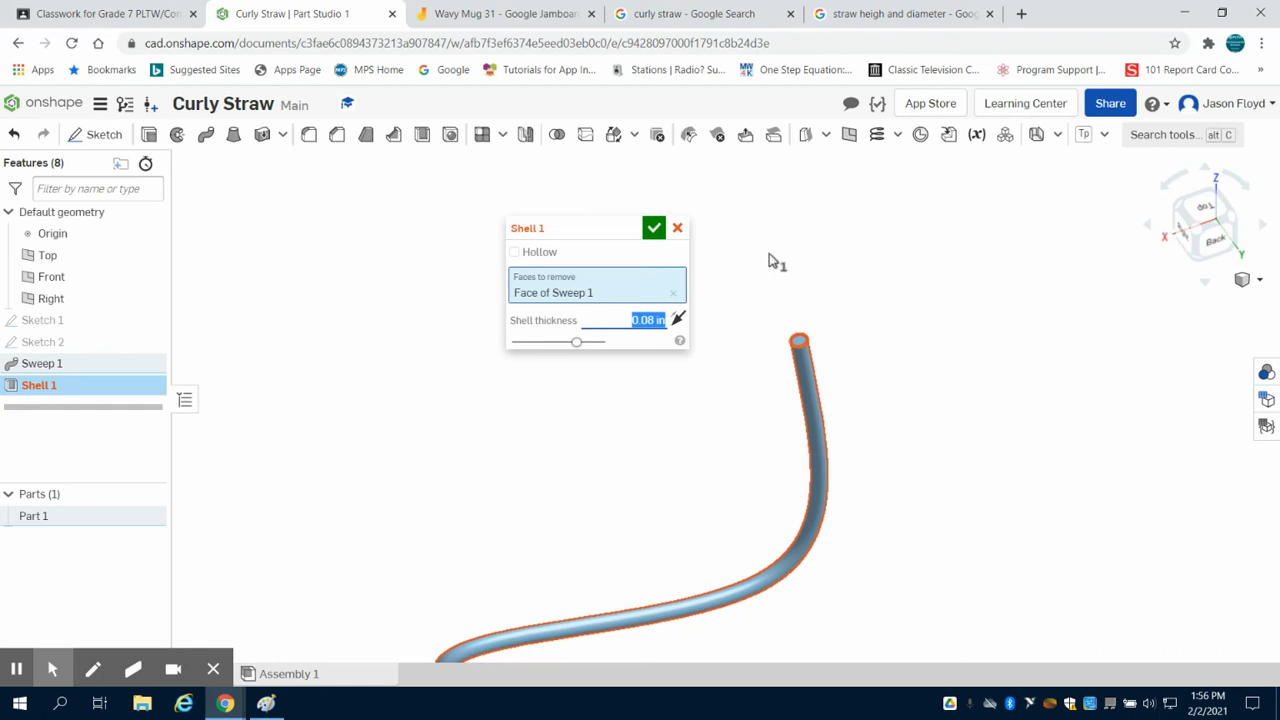 Classwork for Grade 7 PLTW/Con
Curly Straw | Part Studio 1
Wavy Mug 31 - Google Jamboar
curly straw - Google Search
straw heigh and diameter - Goog
cad.onshape.com/documents/c3fae6c0894373213a907847/w/afb7f3ef6374e5eed03eb0c0/e/c9428097000f1791c8b24d3e
Apps
Bookmarks
Suggested Sites
Apps Page
MPS Home
Google
Tutorials for App In...
Stations | Radio? Su...
One Step Equation:...
Classic Television C...
Program Support |...
101 Report Card Co...
onshape
Curly Straw Main
App Store
Learning Center
Share
Jason Floyd
Sketch
Search tools... alt C
Features (8)
Filter by name or type
Default geometry
Origin
Top
Front
Right
Sketch 1
Sketch 2
Sweep 1
Shell 1
Parts (1)
Part 1
Shell 1
Hollow
Faces to remove
Face of Sweep 1
Shell thickness 0.08 in
Z
Top
X
Back
Y
Assembly 1
1:56 PM
2/2/2021